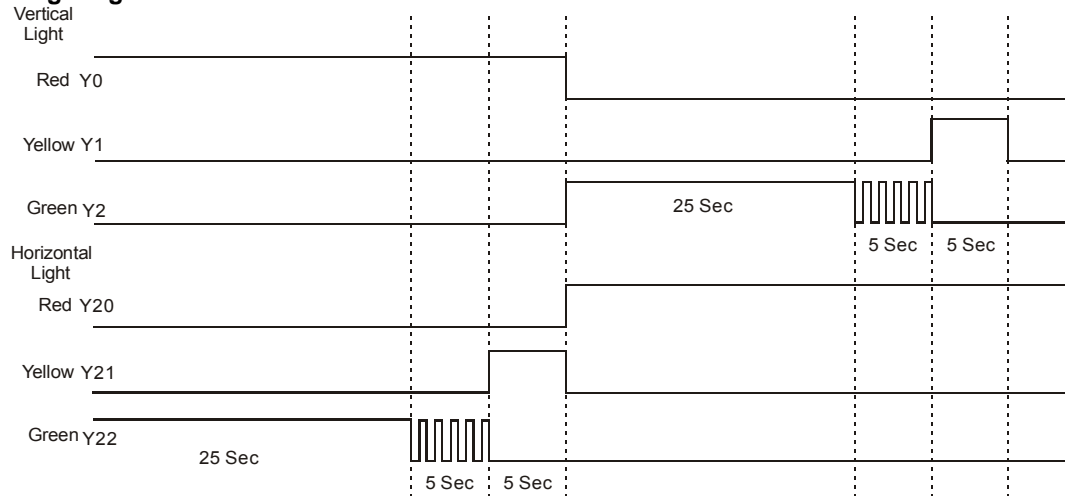 Vertical
Light
Red Y0
Yellow Y1
Green Y2
25 Sec
5 Sec
5 Sec
Horizontal
Light
Red Y20
Yellow Y21
Green Y22
25 Sec
5 Sec
5 Sec